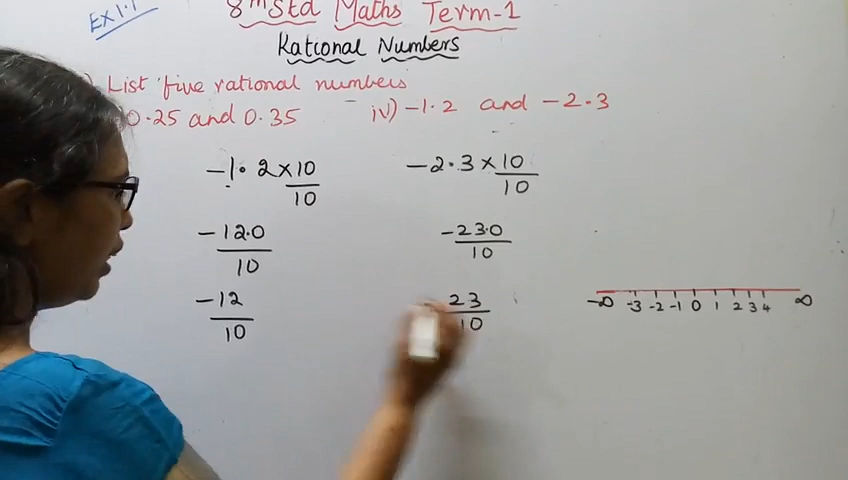 Ex 1.1
8th Std Maths Term-1
Rational Numbers
) List five rational numbers
0.25 and 0.35 iv) -1.2 and -2.3
-1.2 × 10/10 -2.3 × 10/10
-12.0/10 -23.0/10
-12/10 23/10
-∞ -3 -2 -1 0 1 2 3 4 ∞